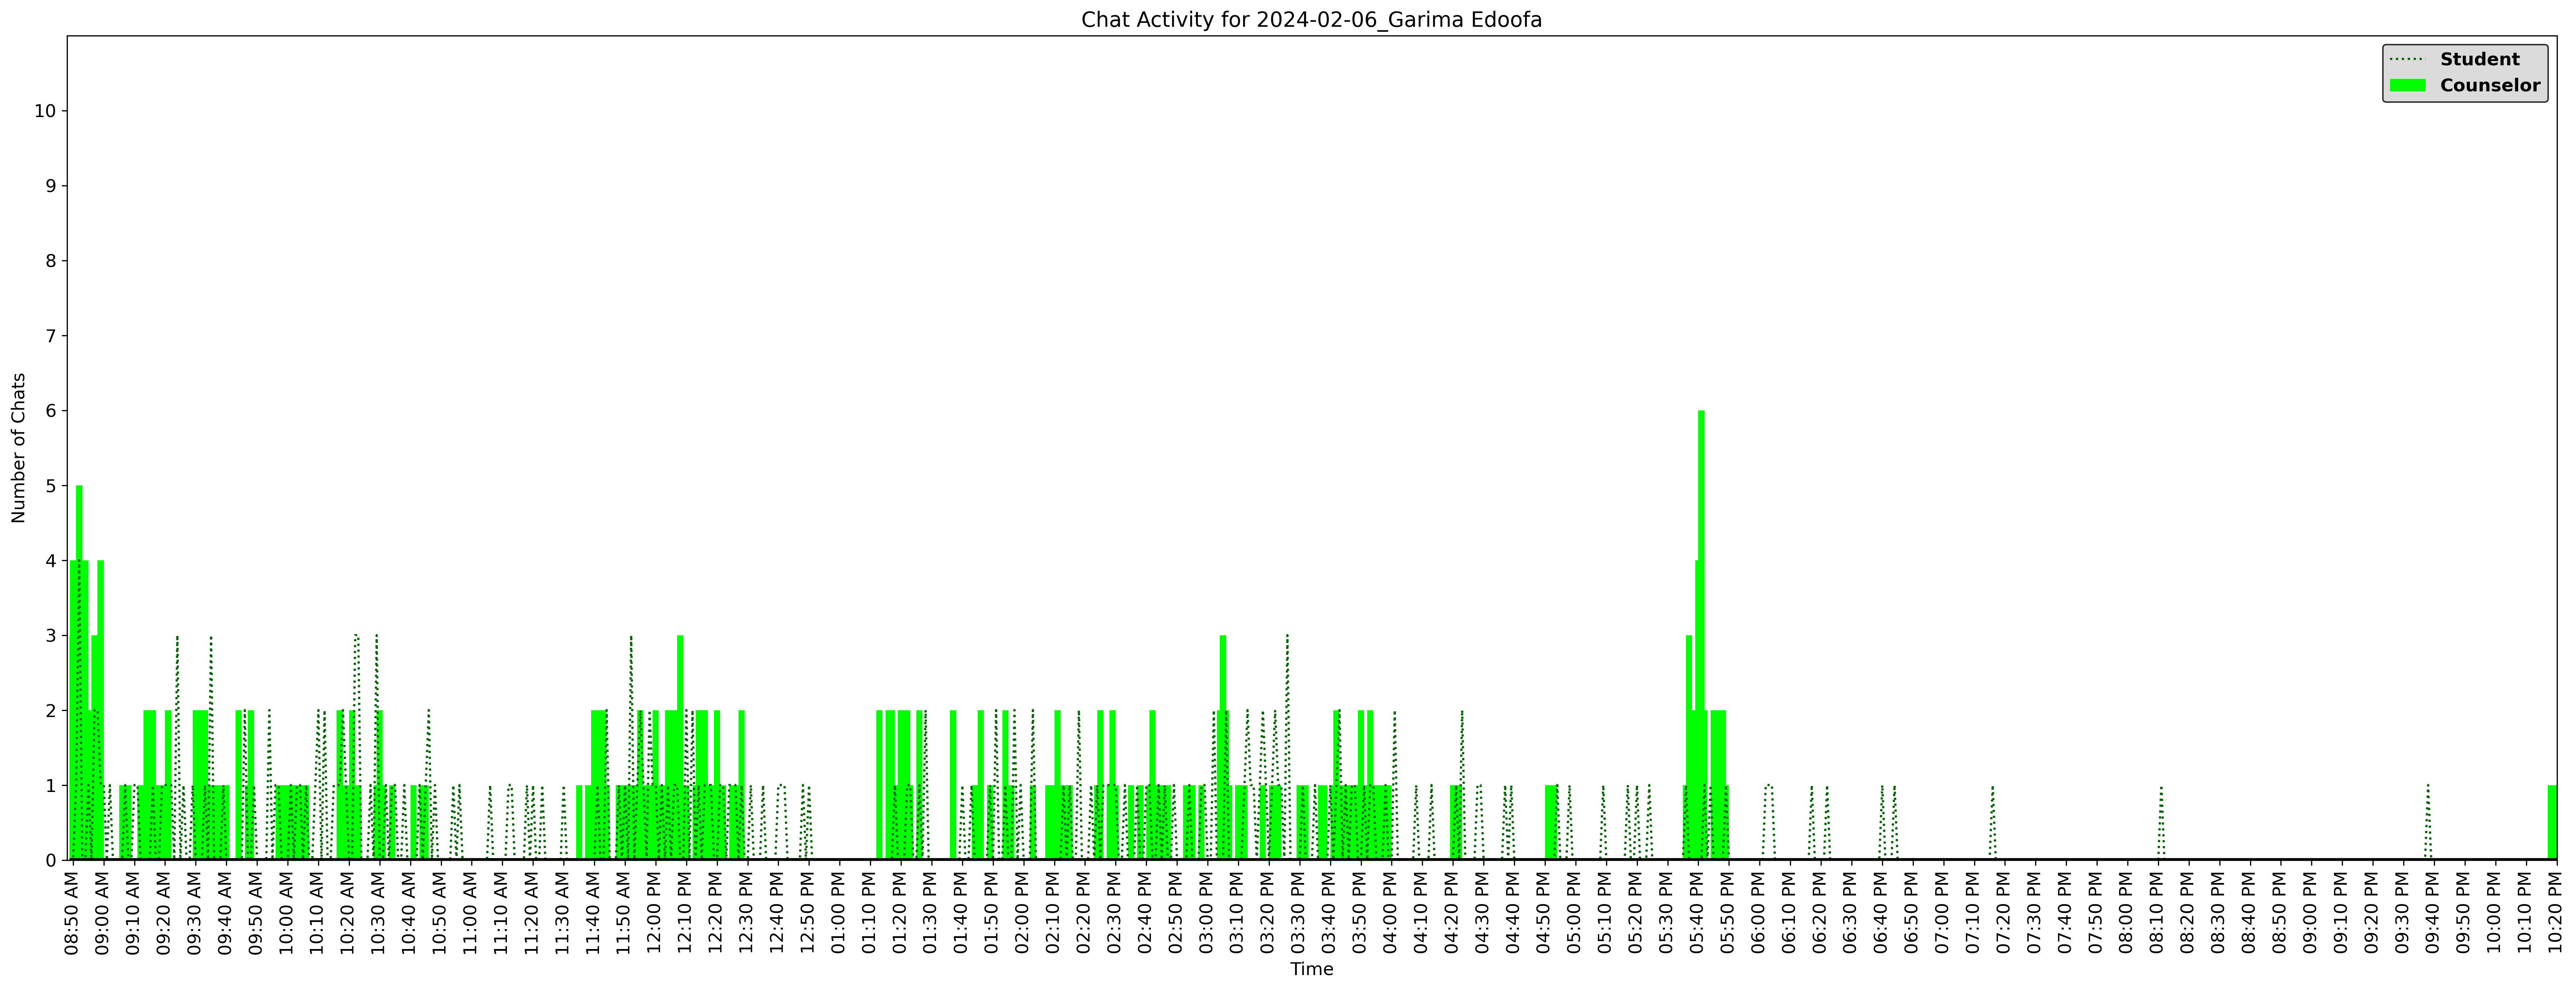 Chat Activity for 2024-02-06_Garima Edoofa
Student
Counselor
Number of Chats
10
9
8
7
6
5
4
3
2
1
0
08:50 AM
09:00 AM
09:10 AM
09:20 AM
09:30 AM
09:40 AM
09:50 AM
10:00 AM
10:10 AM
10:20 AM
10:30 AM
10:40 AM
10:50 AM
11:00 AM
11:10 AM
11:20 AM
11:30 AM
11:40 AM
11:50 AM
12:00 PM
12:10 PM
12:20 PM
12:30 PM
12:40 PM
12:50 PM
01:00 PM
01:10 PM
01:20 PM
01:30 PM
01:40 PM
01:50 PM
02:00 PM
02:10 PM
02:20 PM
02:30 PM
02:40 PM
02:50 PM
03:00 PM
03:10 PM
03:20 PM
03:30 PM
03:40 PM
03:50 PM
04:00 PM
04:10 PM
04:20 PM
04:30 PM
04:40 PM
04:50 PM
05:00 PM
05:10 PM
05:20 PM
05:30 PM
05:40 PM
05:50 PM
06:00 PM
06:10 PM
06:20 PM
06:30 PM
06:40 PM
06:50 PM
07:00 PM
07:10 PM
07:20 PM
07:30 PM
07:40 PM
07:50 PM
08:00 PM
08:10 PM
08:20 PM
08:30 PM
08:40 PM
08:50 PM
09:00 PM
09:10 PM
09:20 PM
09:30 PM
09:40 PM
09:50 PM
10:00 PM
10:10 PM
10:20 PM
Time